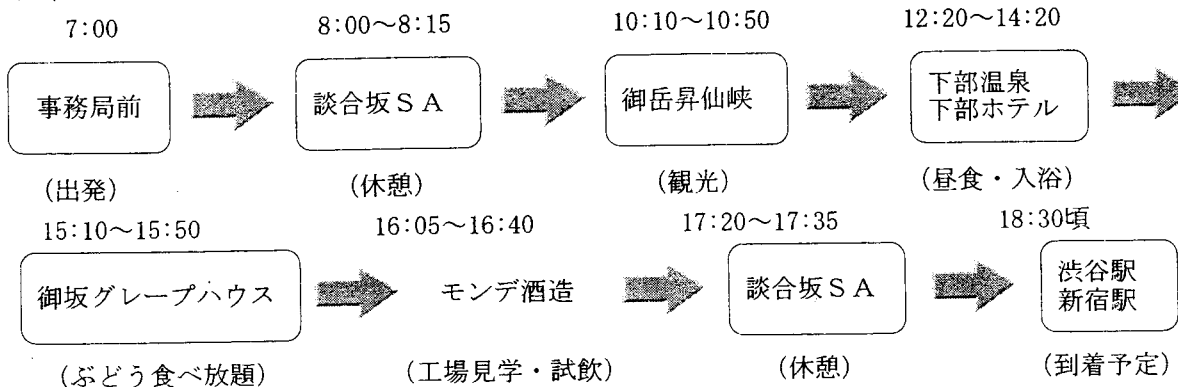 7:00 8:00～8:15 10:10～10:50 12:20～14:20
事務局前 談合坂SA 御岳昇仙峡 下部温泉
下部ホテル
(出発) (休憩) (観光) (昼食・入浴)
15:10～15:50 16:05～16:40 17:20～17:35 18:30頃
御坂グレープハウス モンデ酒造 談合坂SA 渋谷駅
新宿駅
(ぶどう食べ放題) (工場見学・試飲) (休憩) (到着予定)